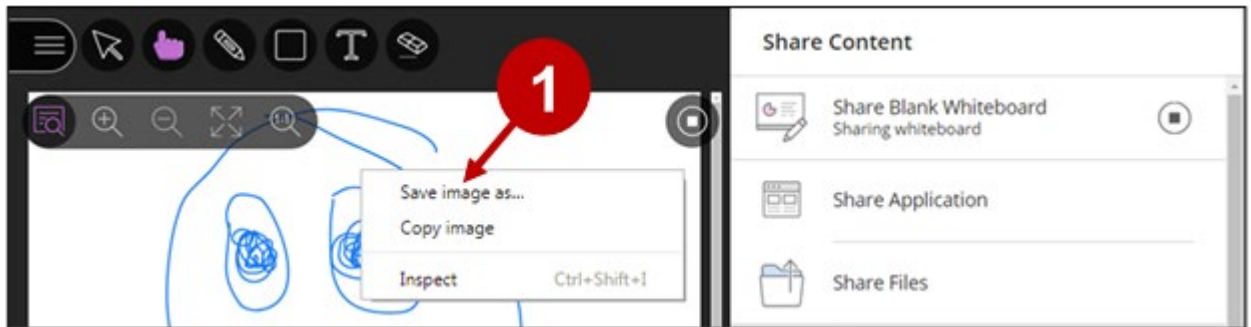 T
1
Save image as...
Copy image
Inspect Ctrl+Shift+I
Share Content
Share Blank Whiteboard
Sharing whiteboard
Share Application
Share Files